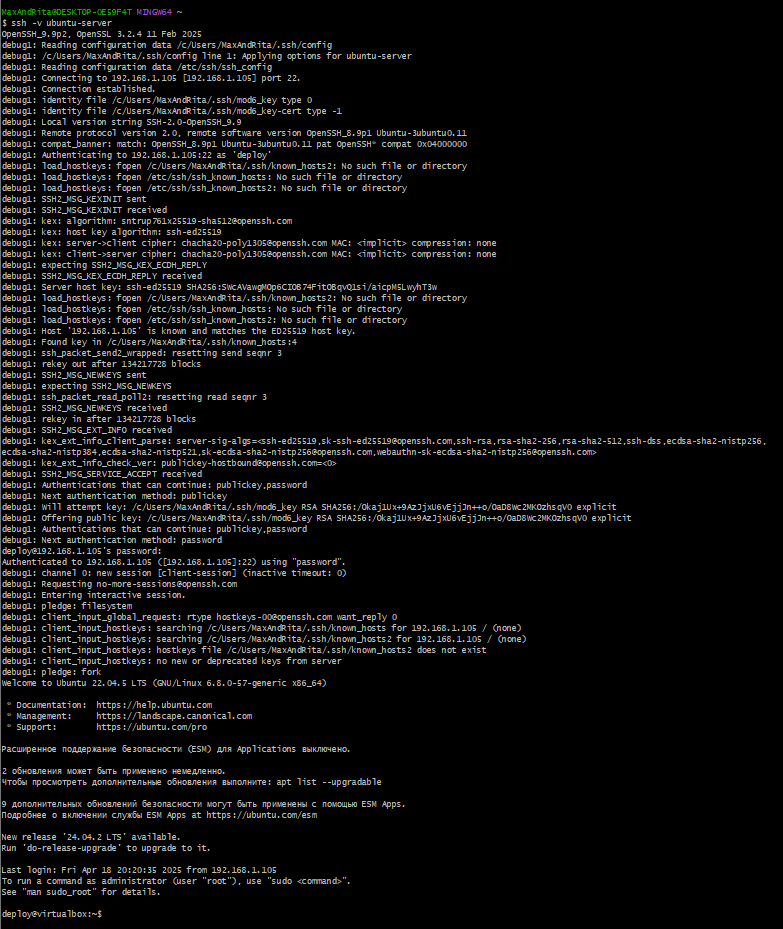 MaxAndRita@DESKTOP-0E59F4T MINGW64 ~
$ ssh -v ubuntu-server
OpenSSH_9.9p2, OpenSSL 3.2.4 11 Feb 2025
debug1: Reading configuration data /c/Users/MaxAndRita/.ssh/config
debug1: /c/Users/MaxAndRita/.ssh/config line 1: Applying options for ubuntu-server
debug1: Reading configuration data /etc/ssh/ssh_config
debug1: Connecting to 192.168.1.105 [192.168.1.105] port 22.
debug1: Connection established.
debug1: identity file /c/Users/MaxAndRita/.ssh/mod6_key type 0
debug1: identity file /c/Users/MaxAndRita/.ssh/mod6_key-cert type -1
debug1: Local version string SSH-2.0-OpenSSH_9.9
debug1: Remote protocol version 2.0, remote software version OpenSSH_8.9p1 Ubuntu-3ubuntu0.11
debug1: compat_banner: match: OpenSSH_8.9p1 Ubuntu-3ubuntu0.11 pat OpenSSH* compat 0x04000000
debug1: Authenticating to 192.168.1.105:22 as 'deploy'
debug1: load_hostkeys: fopen /c/Users/MaxAndRita/.ssh/known_hosts2: No such file or directory
debug1: load_hostkeys: fopen /etc/ssh/ssh_known_hosts: No such file or directory
debug1: load_hostkeys: fopen /etc/ssh/ssh_known_hosts2: No such file or directory
debug1: SSH2_MSG_KEXINIT sent
debug1: SSH2_MSG_KEXINIT received
debug1: kex: algorithm: sntrup761x25519-sha512@openssh.com
debug1: kex: host key algorithm: ssh-ed25519
debug1: kex: server->client cipher: chacha20-poly1305@openssh.com MAC: <implicit> compression: none
debug1: kex: client->server cipher: chacha20-poly1305@openssh.com MAC: <implicit> compression: none
debug1: expecting SSH2_MSG_KEX_ECDH_REPLY
debug1: SSH2_MSG_KEX_ECDH_REPLY received
debug1: Server host key: ssh-ed25519
debug1: load_hostkeys: fopen /c/Users/MaxAndRita/.ssh/known_hosts2: No such file or directory
debug1: load_hostkeys: fopen /etc/ssh/ssh_known_hosts: No such file or directory
debug1: load_hostkeys: fopen /etc/ssh/ssh_known_hosts2: No such file or directory
debug1: Host '192.168.1.105' is known and matches the ED25519 host key.
debug1: Found key in /c/Users/MaxAndRita/.ssh/known_hosts:4
debug1: ssh_packet_send2_wrapped: resetting send seqnr 3
debug1: rekey out after 134217728 blocks
debug1: SSH2_MSG_NEWKEYS sent
debug1: expecting SSH2_MSG_NEWKEYS
debug1: ssh_packet_read_poll2: resetting read seqnr 3
debug1: SSH2_MSG_NEWKEYS received
debug1: rekey in after 134217728 blocks
debug1: SSH2_MSG_EXT_INFO received
debug1: kex_ext_info_client_parse: server-sig-algs=<ssh-ed25519,sk-ssh-ed25519@openssh.com,ssh-rsa,rsa-sha2-256,rsa-sha2-512,ssh-dss,ecdsa-sha2-nistp256,
ecdsa-sha2-nistp384,ecdsa-sha2-nistp521,sk-ecdsa-sha2-nistp256@openssh.com,webauthn-sk-ecdsa-sha2-nistp256@openssh.com>
debug1: kex_ext_info_check_ver: publickey-hostbound@openssh.com=<0>
debug1: SSH2_MSG_SERVICE_ACCEPT received
debug1: Authentications that can continue: publickey,password
debug1: Next authentication method: publickey
debug1: Will attempt key: /c/Users/MaxAndRita/.ssh/mod6_key RSA explicit
debug1: Offering public key: /c/Users/MaxAndRita/.ssh/mod6_key RSA explicit
debug1: Authentications that can continue: publickey,password
debug1: Next authentication method: password
deploy@192.168.1.105's password:
Authenticated to 192.168.1.105 ([192.168.1.105]:22) using "password".
debug1: channel 0: new session [client-session] (inactive timeout: 0)
debug1: Requesting no-more-sessions@openssh.com
debug1: Entering interactive session.
debug1: pledge: filesystem
debug1: client_input_global_request: rtype hostkeys-00@openssh.com want_reply 0
debug1: client_input_hostkeys: searching /c/Users/MaxAndRita/.ssh/known_hosts for 192.168.1.105 / (none)
debug1: client_input_hostkeys: searching /c/Users/MaxAndRita/.ssh/known_hosts2 for 192.168.1.105 / (none)
debug1: client_input_hostkeys: hostkeys file /c/Users/MaxAndRita/.ssh/known_hosts2 does not exist
debug1: client_input_hostkeys: no new or deprecated keys from server
debug1: pledge: fork
Welcome to Ubuntu 22.04.5 LTS (GNU/Linux 6.8.0-57-generic x86_64)
* Documentation: https://help.ubuntu.com
* Management: https://landscape.canonical.com
* Support: https://ubuntu.com/pro
Расширенное поддержание безопасности (ESM) для Applications выключено.
2 обновления может быть применено немедленно.
Чтобы просмотреть дополнительные обновления выполните: apt list --upgradable
9 дополнительных обновлений безопасности могут быть применены с помощью ESM Apps.
Подробнее о включении службы ESM Apps at https://ubuntu.com/esm
New release '24.04.2 LTS' available.
Run 'do-release-upgrade' to upgrade to it.
Last login: Fri Apr 18 20:20:35 2025 from 192.168.1.105
To run a command as administrator (user "root"), use "sudo <command>".
See "man sudo_root" for details.
deploy@virtualbox:~$